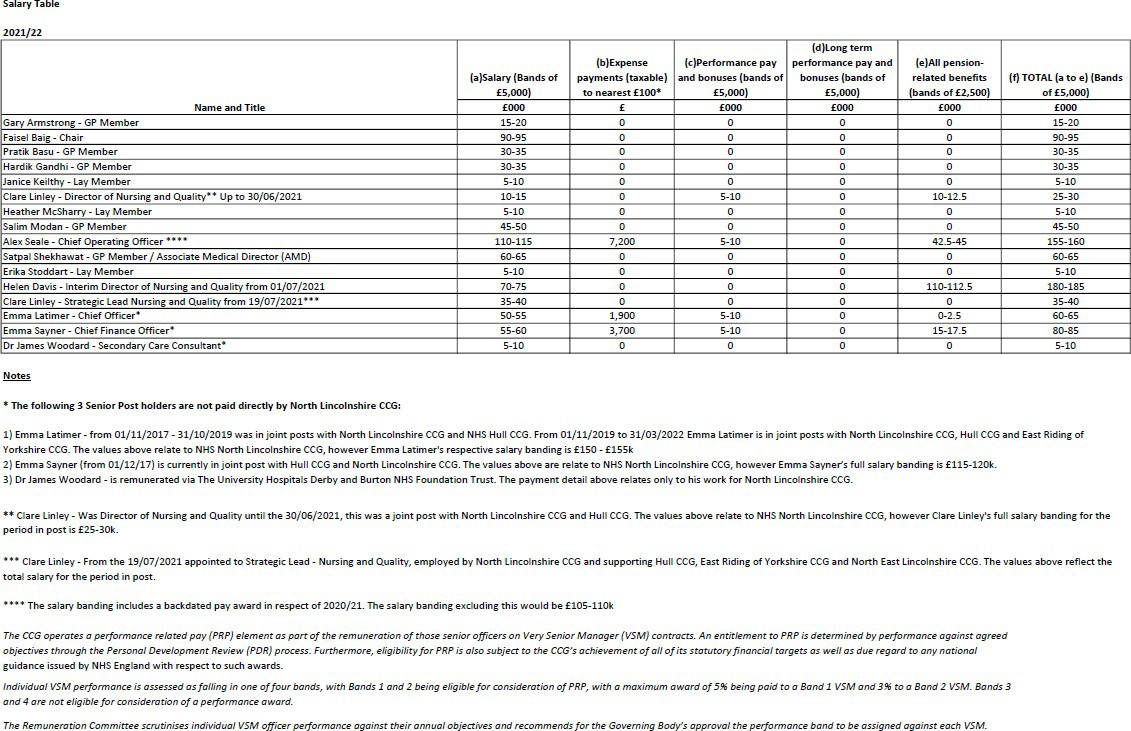 Salary Table
2021/22
Name and Title (a)Salary (Bands of £5,000) (b)Expense payments (taxable) to nearest £100* (c)Performance pay and bonuses (bands of £5,000) (d)Long term performance pay and bonuses (bands of £5,000) (e)All pension-related benefits (bands of £2,500) (f) TOTAL (a to e) (Bands of £5,000)
£000 £ £000 £000 £000 £000
Gary Armstrong - GP Member 15-20 0 0 0 0 15-20
Faisel Baig - Chair 90-95 0 0 0 0 90-95
Pratik Basu - GP Member 30-35 0 0 0 0 30-35
Hardik Gandhi - GP Member 30-35 0 0 0 0 30-35
Janice Keilthy - Lay Member 5-10 0 0 0 0 5-10
Clare Linley - Director of Nursing and Quality** Up to 30/06/2021 10-15 0 5-10 0 10-12.5 25-30
Heather McSharry - Lay Member 5-10 0 0 0 0 5-10
Salim Modan - GP Member 45-50 0 0 0 0 45-50
Alex Seale - Chief Operating Officer **** 110-115 7,200 5-10 0 42.5-45 155-160
Satpal Shekhawat - GP Member / Associate Medical Director (AMD) 60-65 0 0 0 0 60-65
Erika Stoddart - Lay Member 5-10 0 0 0 0 5-10
Helen Davis - Interim Director of Nursing and Quality from 01/07/2021 70-75 0 0 0 110-112.5 180-185
Clare Linley - Strategic Lead Nursing and Quality from 19/07/2021*** 35-40 0 0 0 0 35-40
Emma Latimer - Chief Officer* 50-55 1,900 5-10 0 0-2.5 60-65
Emma Sayner - Chief Finance Officer* 55-60 3,700 5-10 0 15-17.5 80-85
Dr James Woodard - Secondary Care Consultant* 5-10 0 0 0 0 5-10
Notes
* The following 3 Senior Post holders are not paid directly by North Lincolnshire CCG:
1) Emma Latimer - from 01/11/2017 - 31/10/2019 was in joint posts with North Lincolnshire CCG and NHS Hull CCG. From 01/11/2019 to 31/03/2022 Emma Latimer is in joint posts with North Lincolnshire CCG, Hull CCG and East Riding of
Yorkshire CCG. The values above relate to NHS North Lincolnshire CCG, however Emma Latimer's respective salary banding is £150 - £155k
2) Emma Sayner (from 01/12/17) is currently in joint post with Hull CCG and North Lincolnshire CCG. The values above are relate to NHS North Lincolnshire CCG, however Emma Sayner's full salary banding is £115-120k.
3) Dr James Woodard - is remunerated via The University Hospitals Derby and Burton NHS Foundation Trust. The payment detail above relates only to his work for North Lincolnshire CCG.
** Clare Linley - Was Director of Nursing and Quality until the 30/06/2021, this was a joint post with North Lincolnshire CCG and Hull CCG. The values above relate to NHS North Lincolnshire CCG, however Clare Linley's full salary banding for the
period in post is £25-30k.
*** Clare Linley - From the 19/07/2021 appointed to Strategic Lead - Nursing and Quality, employed by North Lincolnshire CCG and supporting Hull CCG, East Riding of Yorkshire CCG and North East Lincolnshire CCG. The values above reflect the
total salary for the period in post.
**** The salary banding includes a backdated pay award in respect of 2020/21. The salary banding excluding this would be £105-110k
The CCG operates a performance related pay (PRP) element as part of the remuneration of those senior officers on Very Senior Manager (VSM) contracts. An entitlement to PRP is determined by performance against agreed
objectives through the Personal Development Review (PDR) process. Furthermore, eligibility for PRP is also subject to the CCG's achievement of all of its statutory financial targets as well as due regard to any national
guidance issued by NHS England with respect to such awards.
Individual VSM performance is assessed as falling in one of four bands, with Bands 1 and 2 being eligible for consideration of PRP, with a maximum award of 5% being paid to a Band 1 VSM and 3% to a Band 2 VSM. Bands 3
and 4 are not eligible for consideration of a performance award.
The Remuneration Committee scrutinises individual VSM officer performance against their annual objectives and recommends for the Governing Body's approval the performance band to be assigned against each VSM.